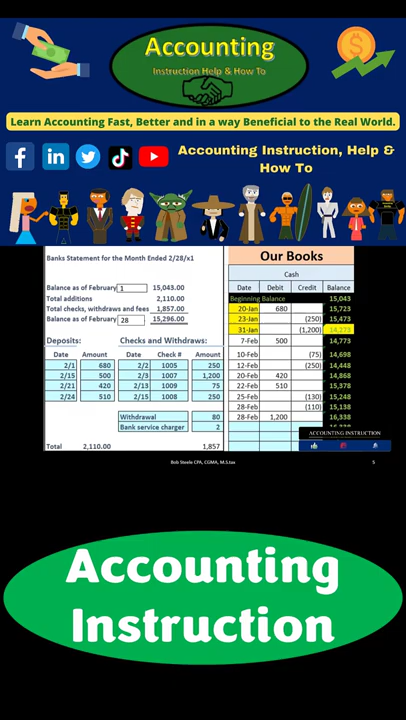 Accounting
Instruction Help & How To
Learn Accounting Fast, Better and in a way Beneficial to the Real World.
Accounting Instruction, Help &
How To
Banks Statement for the Month Ended 2/28/x1
Balance as of February 1 15,043.00
Total additions 2,110.00
Total checks, withdraws and fees 1,857.00
Balance as of February 28 15,296.00
Deposits: Checks and Withdraws:
Date Amount Date Check # Amount
2/1 680 2/2 1005 250
2/15 500 2/3 1007 1,200
2/21 420 2/13 1009 75
2/24 510 2/15 1008 250
Withdrawal 80
Bank service charger 2
Total 2,110.00 1,857
Our Books
Cash
Date Debit Credit Balance
Beginning Balance 15,043
20-Jan 680 15,723
23-Jan (250) 15,473
31-Jan (1,200) 14,273
7-Feb 500 14,773
10-Feb (75) 14,698
12-Feb (250) 14,448
20-Feb 420 14,868
22-Feb 510 15,378
25-Feb (130) 15,248
28-Feb (110) 15,138
28-Feb 1,200 16,338
ACCOUNTING INSTRUCTION
Bob Steele CPA, CGMA, M.S.tax
5
Accounting
Instruction